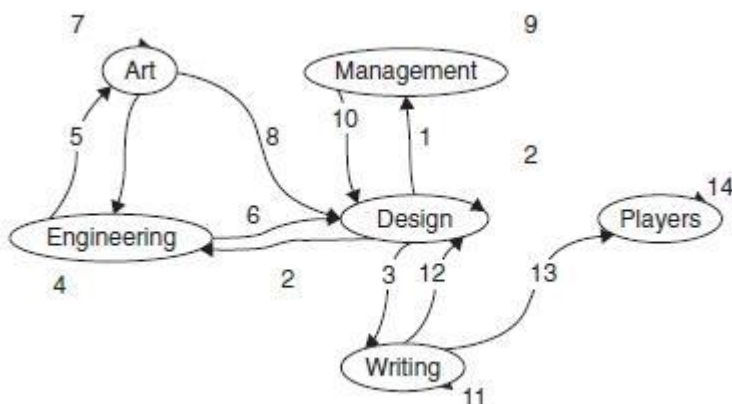 7
9
Art
Management
5
8
10
1
2
14
6
Design
Players
Engineering
4
2
3
12
13
Writing
11